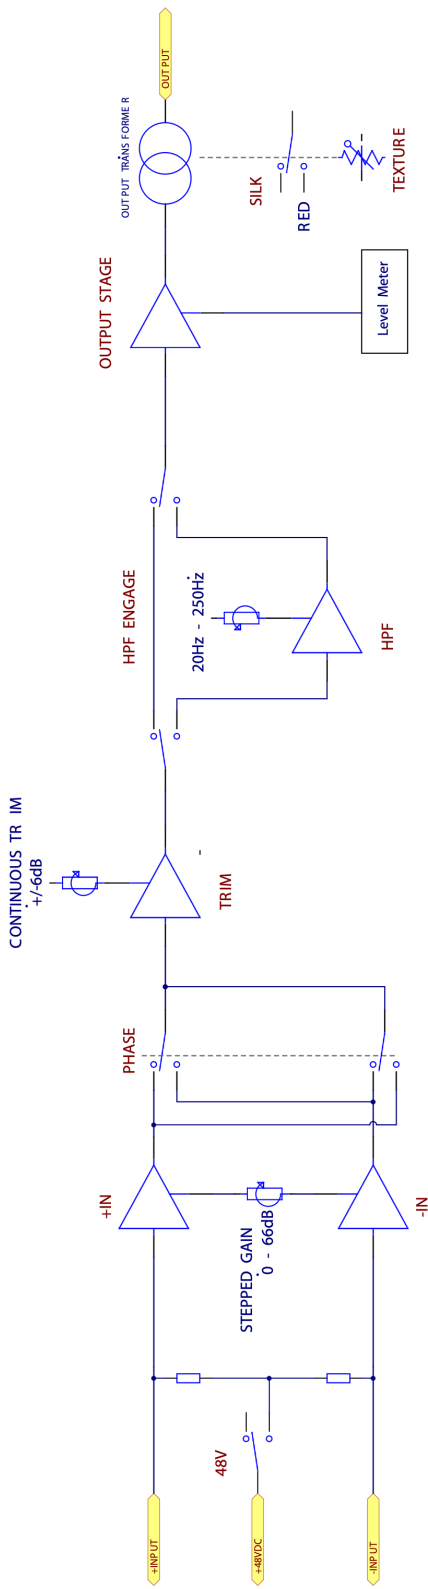 +INPUT
+48VDC
-INPUT
48V
STEPPED GAIN
0 - 66dB
+IN
-IN
PHASE
CONTINUOUS TR IM
+/-6dB
TRIM
-
HPF ENGAGE
20Hz - 250Hz
HPF
OUTPUT STAGE
Level Meter
OUT PUT TRANS FORME R
SILK
RED
TEXTURE
OUT PUT